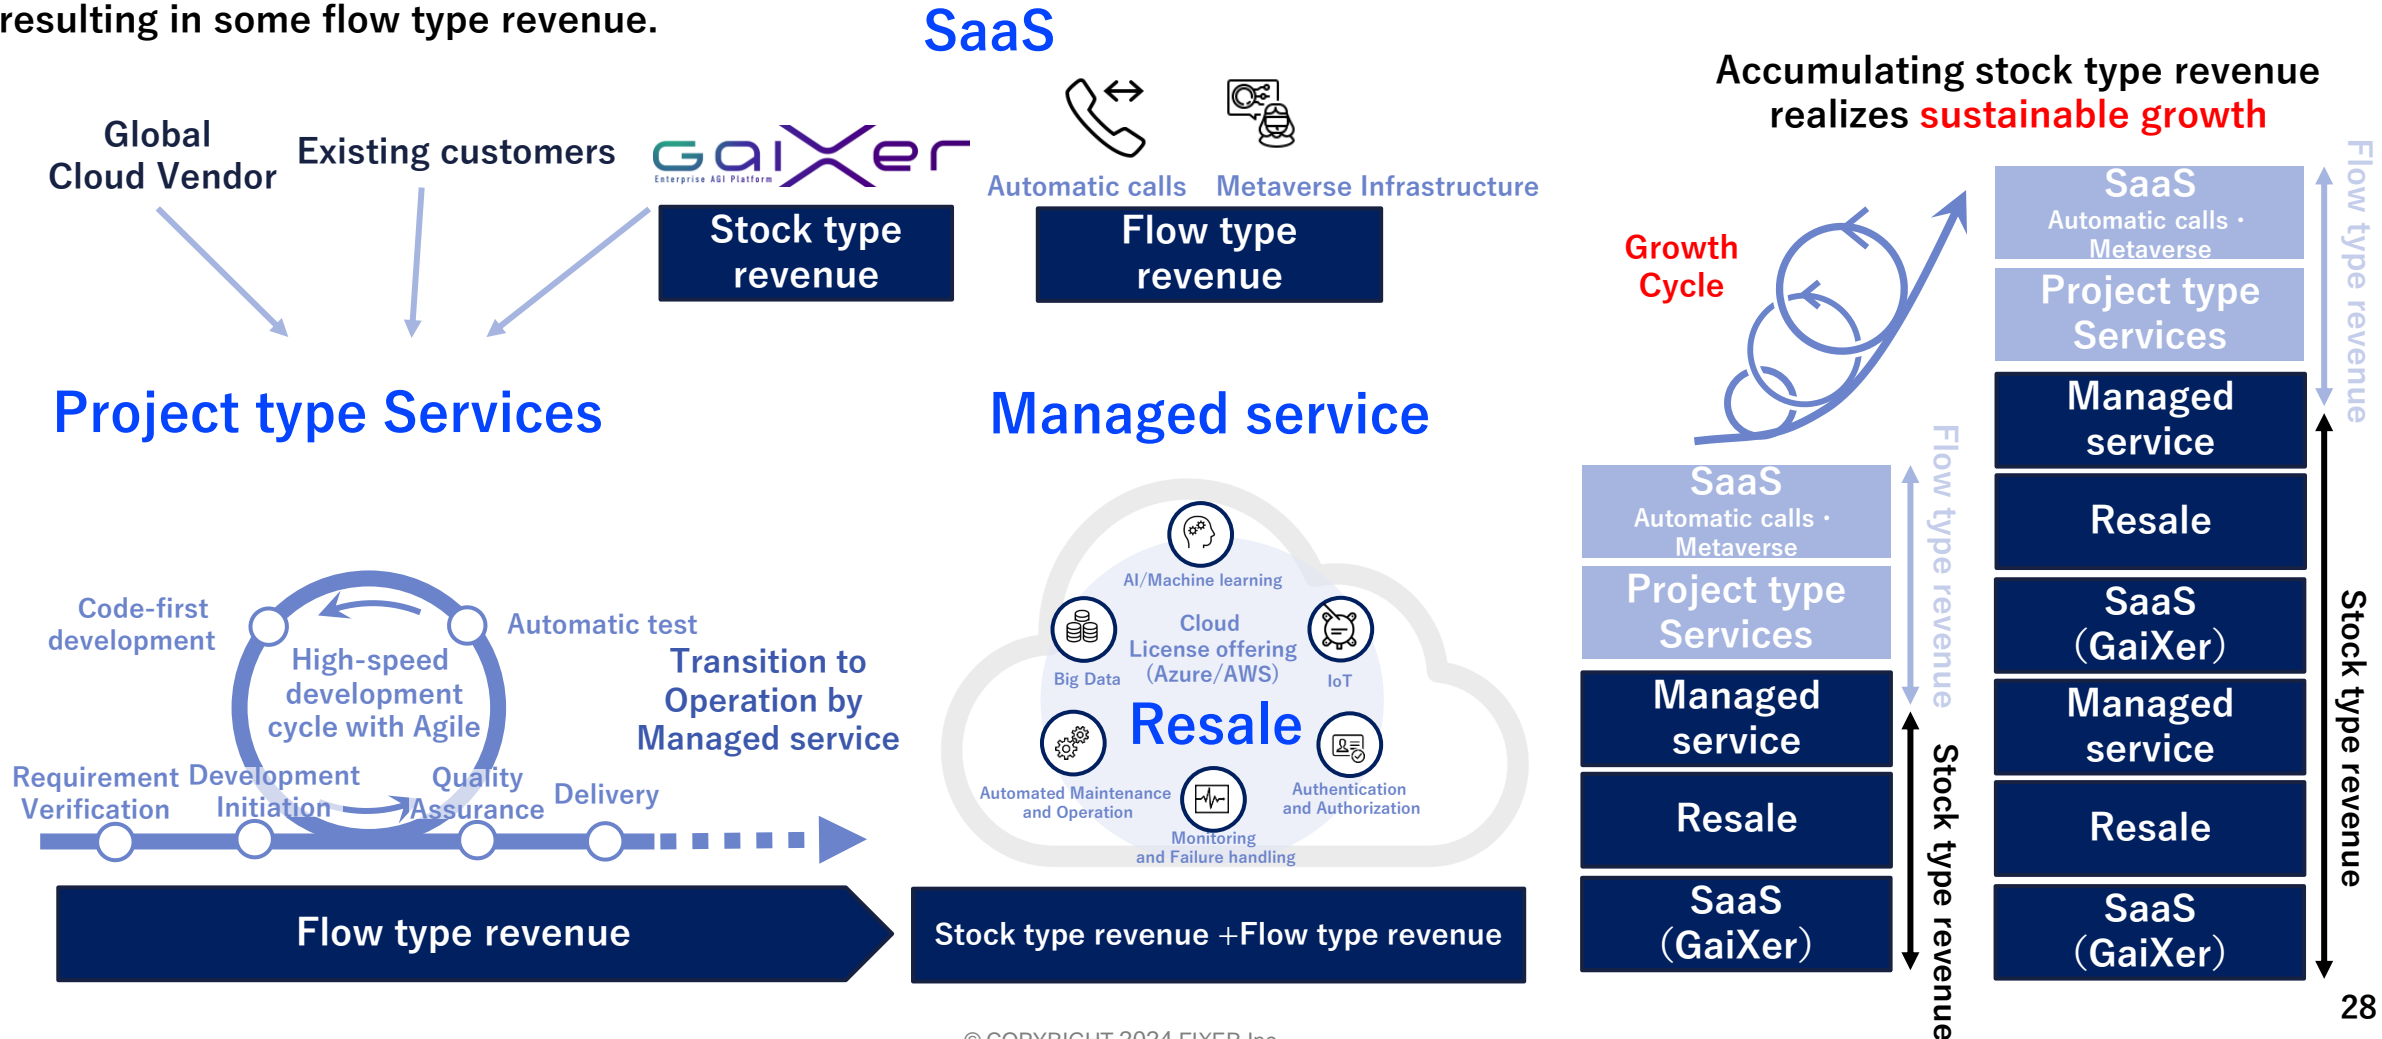 resulting in some flow type revenue.
SaaS
Global
Cloud Vendor
Existing customers
GaiXer
Enterprise AGI Platform
Stock type
revenue
Automatic calls
Metaverse Infrastructure
Flow type
revenue
Project type Services
Code-first
development
Automatic test
High-speed
development
cycle with Agile
Requirement
Verification
Development
Initiation
Quality
Assurance
Delivery
Transition to
Operation by
Managed service
Flow type revenue
Managed service
AI/Machine learning
Big Data
Cloud
License offering
(Azure/AWS)
IoT
Resale
Automated Maintenance
and Operation
Authentication
and Authorization
Monitoring
and Failure handling
Stock type revenue +Flow type revenue
Accumulating stock type revenue
realizes sustainable growth
Growth
Cycle
SaaS
Automatic calls・
Metaverse
Project type
Services
Managed
service
Resale
SaaS
(GaiXer)
Flow type revenue
Stock type revenue
SaaS
Automatic calls・
Metaverse
Project type
Services
Managed
service
Resale
SaaS
(GaiXer)
Managed
service
Resale
SaaS
(GaiXer)
Flow type revenue
Stock type revenue
28
© COPYRIGHT 2024 FIXER Inc